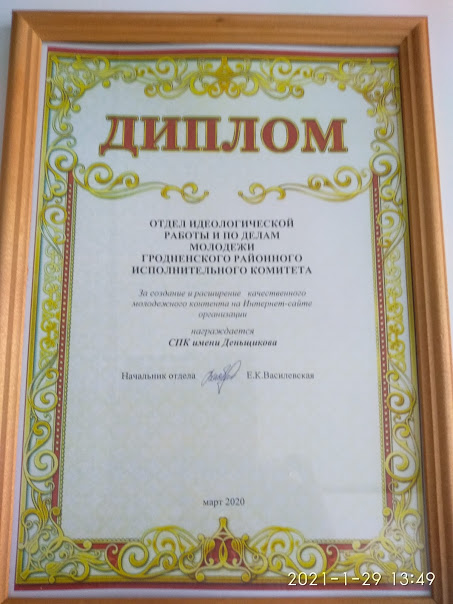 ДИПЛОМ
ОТДЕЛ ИДЕОЛОГИЧЕСКОЙ
РАБОТЫ И ПО ДЕЛАМ
МОЛОДЕЖИ
ГРОДНЕНСКОГО РАЙОННОГО
ИСПОЛНИТЕЛЬНОГО КОМИТЕТА
За создание и расширение качественного
молодежного контента на Интернет-сайте
организации
награждается
СПК имени Деньщикова
Начальник отдела Е.К.Василевская
март 2020
2021-1-29 13:49